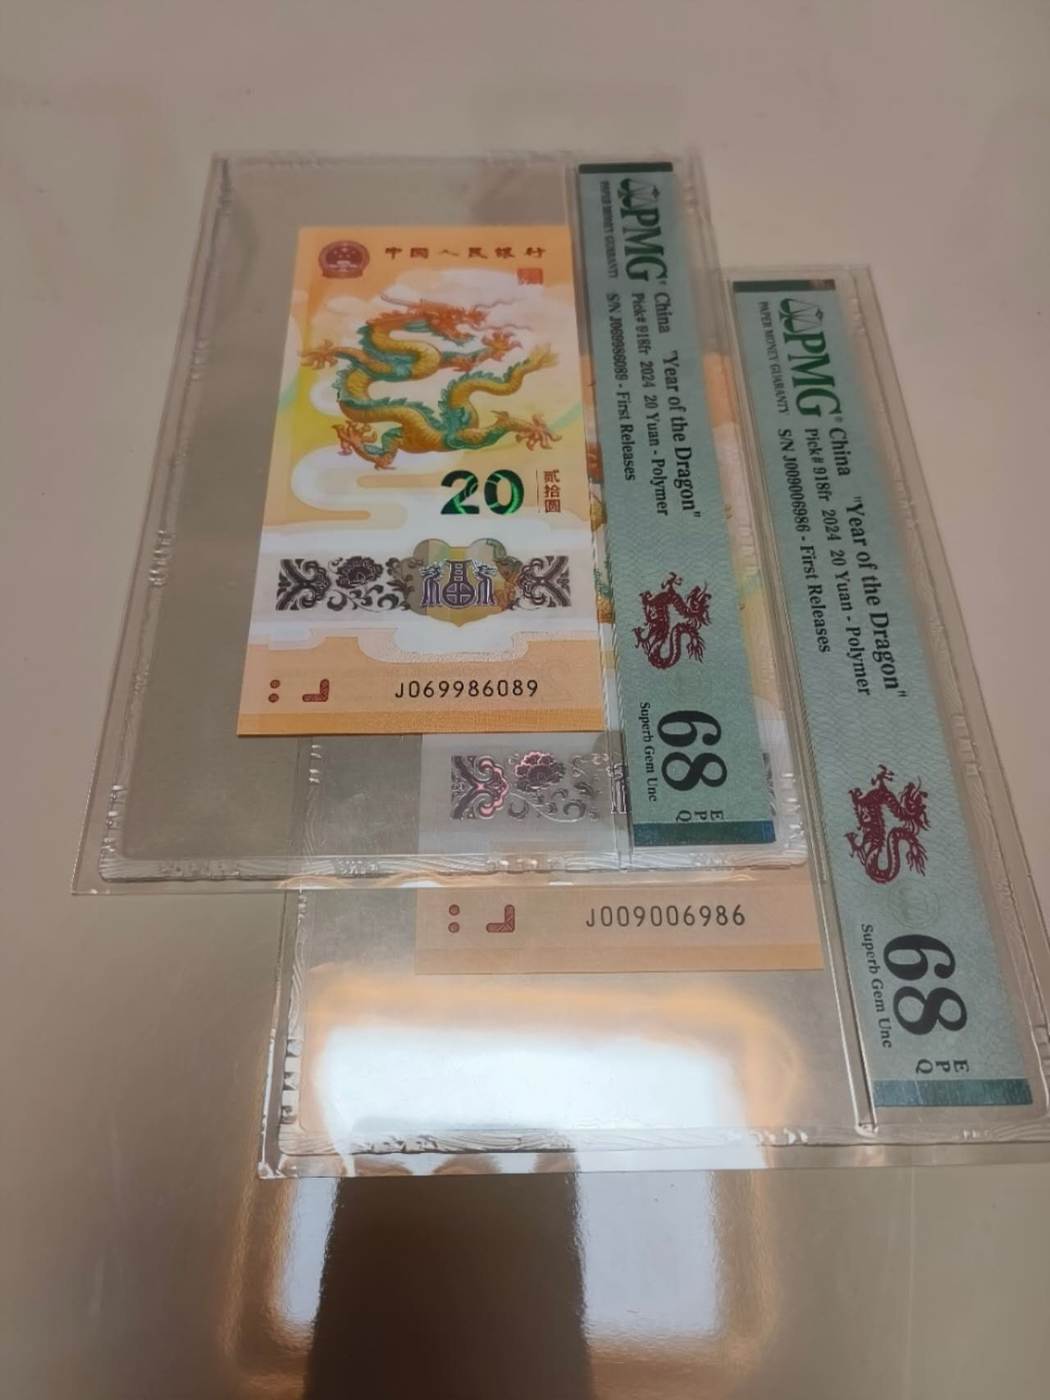 中国人民银行
20
贰拾圆
J069986089
PMG®
PAPER MONEY GUARANTY
China "Year of the Dragon"
Pick# 918fr 2024 20 Yuan - Polymer
S/N J069986089 - First Releases
68
EPQ
Superb Gem Unc
J009006986
PMG®
PAPER MONEY GUARANTY
China "Year of the Dragon"
Pick# 918fr 2024 20 Yuan - Polymer
S/N J009006986 - First Releases
68
EPQ
Superb Gem Unc